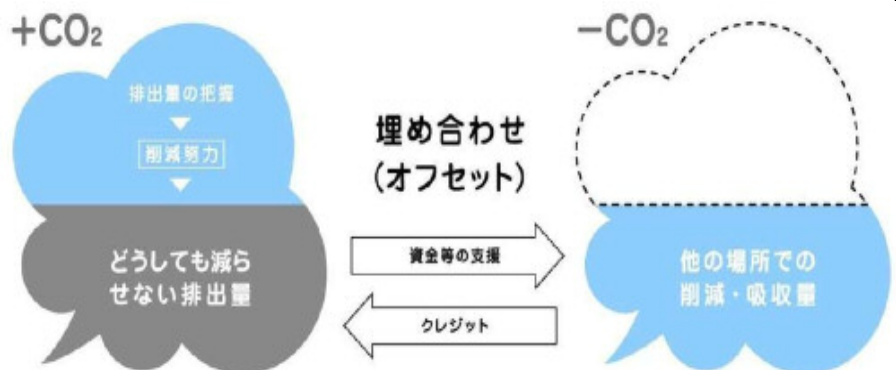 +CO₂
排出量の把握
削減努力
どうしても減ら
せない排出量
埋め合わせ
(オフセット)
資金等の支援
クレジット
−CO₂
他の場所での
削減・吸収量